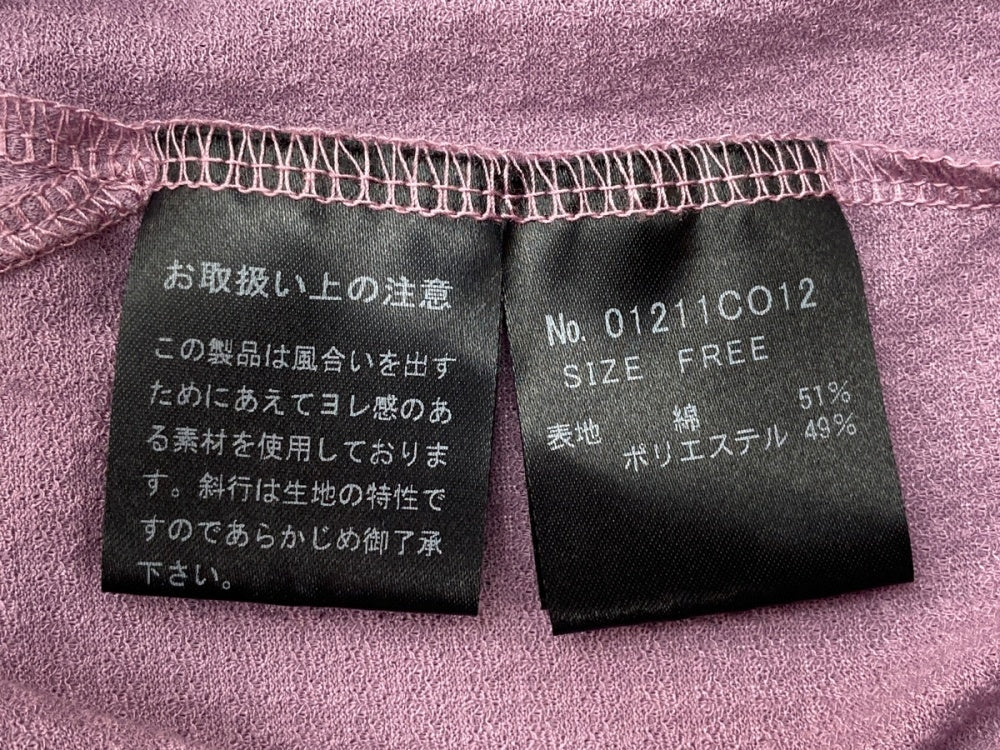 お取扱い上の注意
この製品は風合いを出す
ためにあえてヨレ感のあ
る素材を使用しておりま
す。斜行は生地の特性で
すのであらかじめ御了承
下さい。
No. 01211CO12
SIZE FREE
表地 綿 51%
ポリエステル 49%